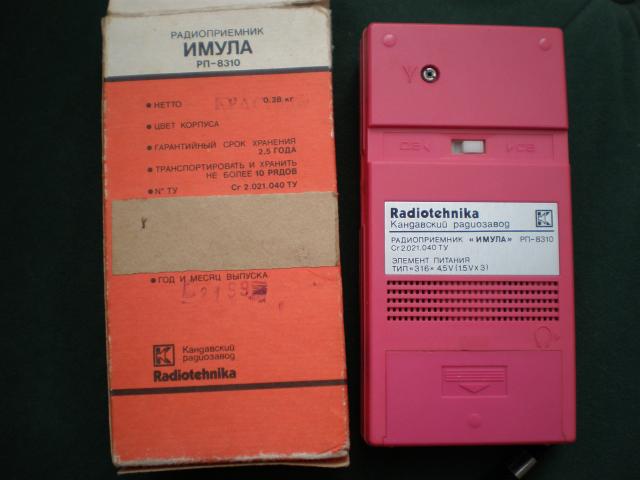 РАДИОПРИЕМНИК
ИМУЛА
РП-8310
• НЕТТО 0.28 кг
• ЦВЕТ КОРПУСА
• ГАРАНТИЙНЫЙ СРОК ХРАНЕНИЯ
2,5 ГОДА
• ТРАНСПОРТИРОВАТЬ И ХРАНИТЬ
НЕ БОЛЕЕ 10 РЯДОВ
• N° ТУ Сг 2.021.040 ТУ
• ГОД И МЕСЯЦ ВЫПУСКА
Кандавский
радиозавод
Radiotehnika
Radiotehnika
Кандавский радиозавод
РАДИОПРИЕМНИК «ИМУЛА» РП-8310
Сг 2.021.040 ТУ
ЭЛЕМЕНТ ПИТАНИЯ
ТИП «316» 4,5V (1.5V x 3)